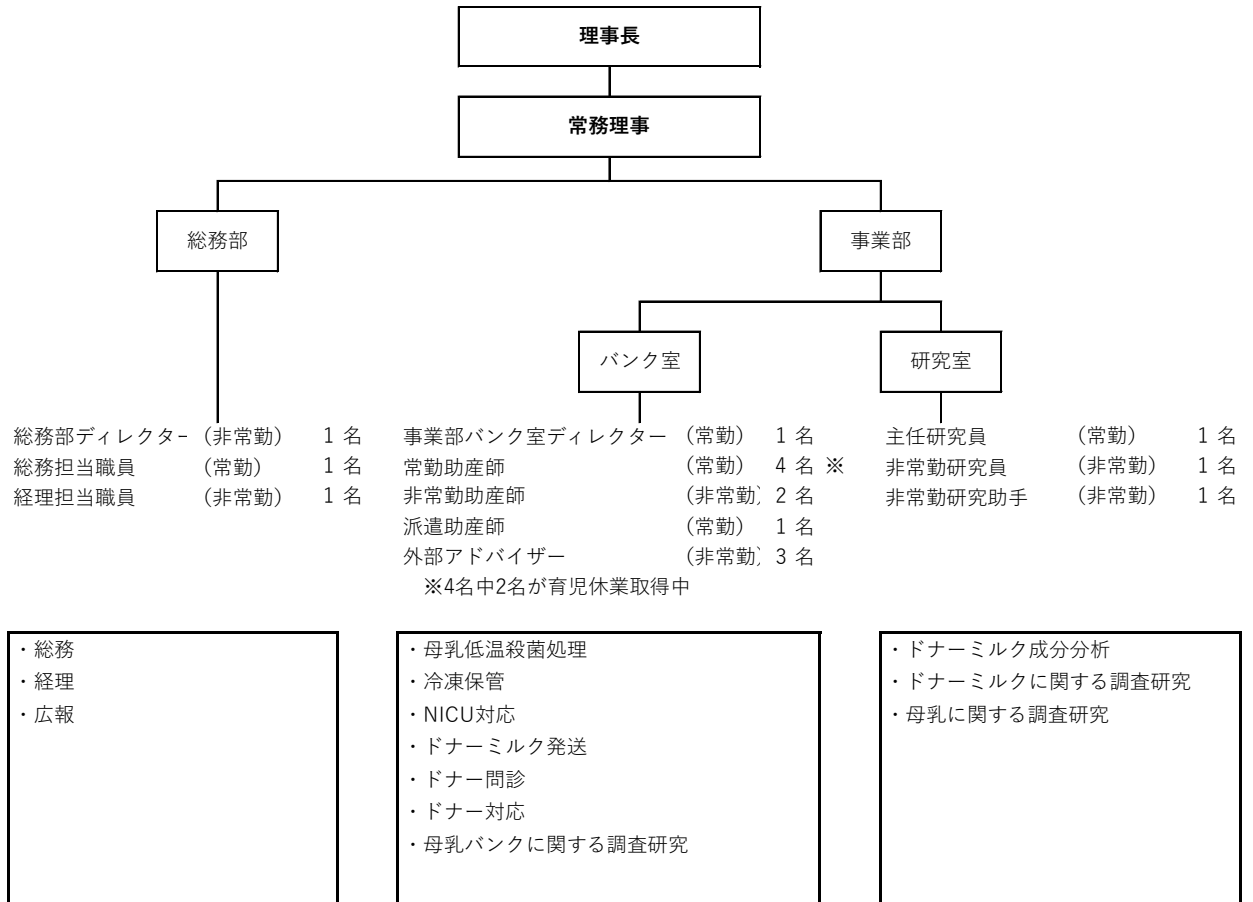 理事長
常務理事
総務部
事業部
バンク室
研究室
総務部ディレクター (非常勤) 1 名
総務担当職員 (常勤) 1 名
経理担当職員 (非常勤) 1 名
事業部バンク室ディレクター (常勤) 1 名
常勤助産師 (常勤) 4 名 ※
非常勤助産師 (非常勤) 2 名
派遣助産師 (常勤) 1 名
外部アドバイザー (非常勤) 3 名
※4名中2名が育児休業取得中
主任研究員 (常勤) 1 名
非常勤研究員 (非常勤) 1 名
非常勤研究助手 (非常勤) 1 名
・総務
・経理
・広報
・母乳低温殺菌処理
・冷凍保管
・NICU対応
・ドナーミルク発送
・ドナー問診
・ドナー対応
・母乳バンクに関する調査研究
・ドナーミルク成分分析
・ドナーミルクに関する調査研究
・母乳に関する調査研究